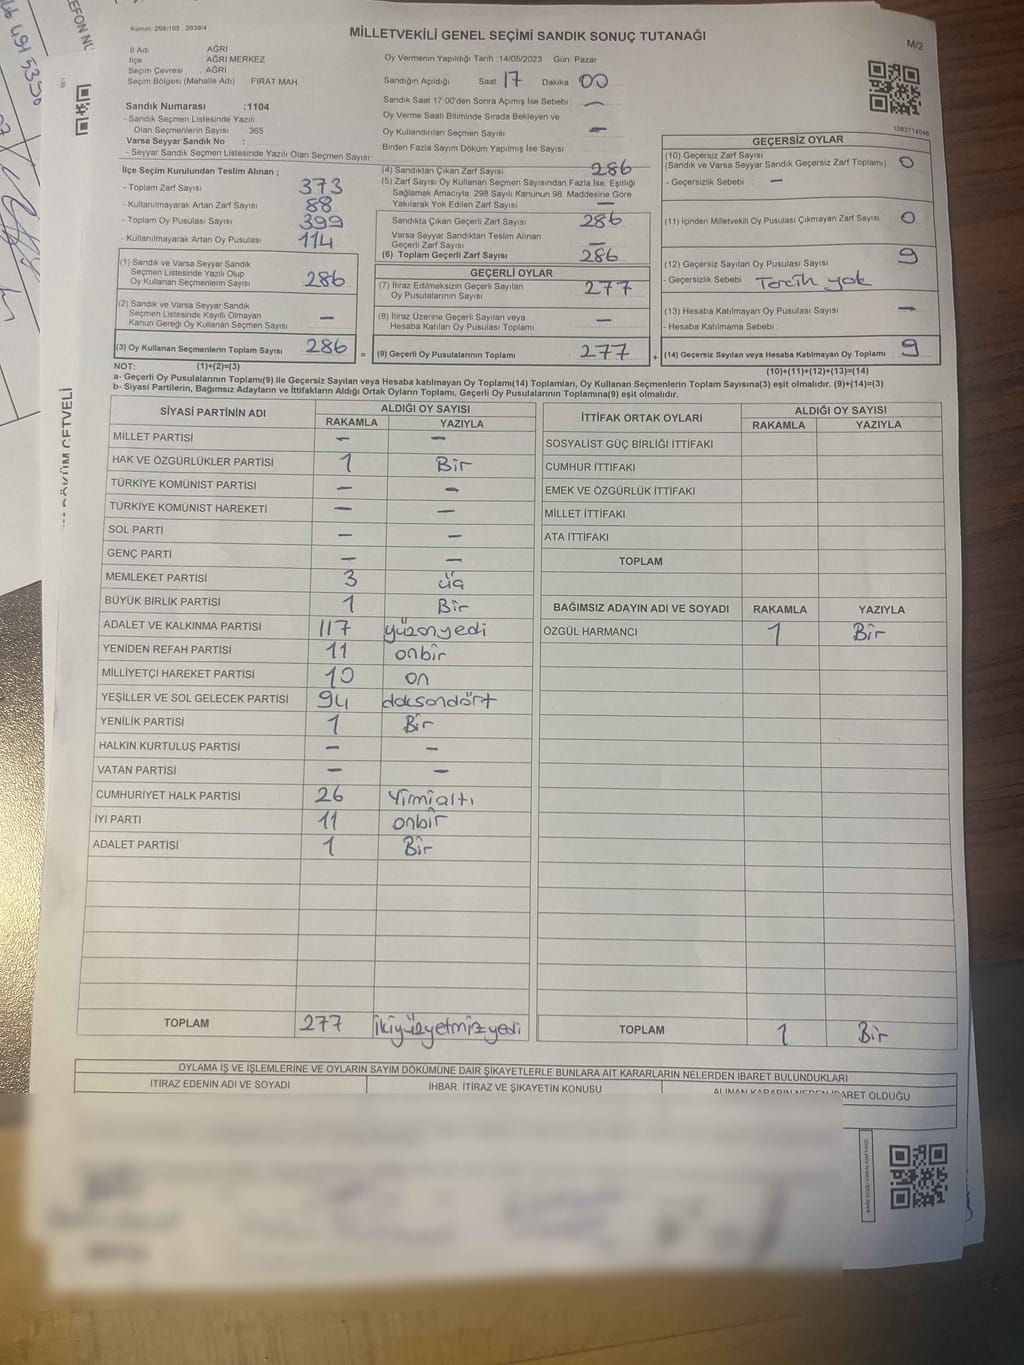 Kanun: 298/105 , 2839/4
MİLLETVEKİLİ GENEL SEÇİMİ SANDIK SONUÇ TUTANAĞI
M/2
İl Adı AĞRI
İlçe AĞRI MERKEZ
Seçim Çevresi AĞRI
Seçim Bölgesi (Mahalle Adı) FIRAT MAH.
Sandık Numarası :1104
- Sandık Seçmen Listesinde Yazılı
Olan Seçmenlerin Sayısı : 365
Varsa Seyyar Sandık No :
- Seyyar Sandık Seçmen Listesinde Yazılı Olan Seçmen Sayısı :
Oy Vermenin Yapıldığı Tarih :14/05/2023 Gün: Pazar
Sandığın Açıldığı Saat 17 Dakika 00
Sandık Saat 17:00'den Sonra Açımış İse Sebebi : —
Oy Verme Saati Bitiminde Sırada Bekleyen ve
Oy Kullandırılan Seçmen Sayısı —
Birden Fazla Sayım Döküm Yapılmış İse Sayısı :
1083714048
İlçe Seçim Kurulundan Teslim Alınan ;
- Toplam Zarf Sayısı : 373
- Kullanılmayarak Artan Zarf Sayısı : 88
- Toplam Oy Pusulası Sayısı : 399
- Kullanılmayarak Artan Oy Pusulası : 114
(1) Sandık ve Varsa Seyyar Sandık
Seçmen Listesinde Yazılı Olup
Oy Kullanan Seçmenlerin Sayısı 286
(2) Sandık ve Varsa Seyyar Sandık
Seçmen Listesinde Kayıtlı Olmayan
Kanun Gereği Oy Kullanan Seçmen Sayısı —
(3) Oy Kullanan Seçmenlerin Toplam Sayısı 286
(4) Sandıktan Çıkan Zarf Sayısı 286
(5) Zarf Sayısı Oy Kullanan Seçmen Sayısından Fazla İse, Eşitliği
Sağlamak Amacıyla, 298 Sayılı Kanunun 98. Maddesine Göre
Yakılarak Yok Edilen Zarf Sayısı —
Sandıkta Çıkan Geçerli Zarf Sayısı 286
Varsa Seyyar Sandıktan Teslim Alınan
Geçerli Zarf Sayısı —
(6) Toplam Geçerli Zarf Sayısı 286
GEÇERLİ OYLAR
(7) İtiraz Edilmeksizin Geçerli Sayılan
Oy Pusulalarının Sayısı 277
(8) İtiraz Üzerine Geçerli Sayılan veya
Hesaba Katılan Oy Pusulası Toplamı —
= (9) Geçerli Oy Pusulalarının Toplamı 277
GEÇERSİZ OYLAR
(10) Geçersiz Zarf Sayısı
(Sandık ve Varsa Seyyar Sandık Geçersiz Zarf Toplamı) 0
- Geçersizlik Sebebi : —
(11) İçinden Milletvekili Oy Pusulası Çıkmayan Zarf Sayısı 0
(12) Geçersiz Sayılan Oy Pusulası Sayısı 9
- Geçersizlik Sebebi : Tercih yok
(13) Hesaba Katılmayan Oy Pusulası Sayısı —
- Hesaba Katılmama Sebebi :
+ (14) Geçersiz Sayılan veya Hesaba Katılmayan Oy Toplamı 9
NOT: (1)+(2)=(3) (10)+(11)+(12)+(13)=(14)
a- Geçerli Oy Pusulalarının Toplamı(9) ile Geçersiz Sayılan veya Hesaba katılmayan Oy Toplamı(14) Toplamları, Oy Kullanan Seçmenlerin Toplam Sayısına(3) eşit olmalıdır. (9)+(14)=(3)
b- Siyasi Partilerin, Bağımsız Adayların ve İttifakların Aldığı Ortak Oyların Toplamı, Geçerli Oy Pusulalarının Toplamına(9) eşit olmalıdır.
SİYASİ PARTİNİN ADI ALDIĞI OY SAYISI
RAKAMLA YAZIYLA
MİLLET PARTİSİ — —
HAK VE ÖZGÜRLÜKLER PARTİSİ 1 Bir
TÜRKİYE KOMÜNİST PARTİSİ — —
TÜRKİYE KOMÜNİST HAREKETİ — —
SOL PARTİ — —
GENÇ PARTİ — —
MEMLEKET PARTİSİ 3 üç
BÜYÜK BİRLİK PARTİSİ 1 Bir
ADALET VE KALKINMA PARTİSİ 117 yüzonyedi
YENİDEN REFAH PARTİSİ 11 onbir
MİLLİYETÇİ HAREKET PARTİSİ 10 on
YEŞİLLER VE SOL GELECEK PARTİSİ 94 doksandört
YENİLİK PARTİSİ 1 Bir
HALKIN KURTULUŞ PARTİSİ — —
VATAN PARTİSİ — —
CUMHURİYET HALK PARTİSİ 26 Yirmialtı
İYİ PARTİ 11 onbir
ADALET PARTİSİ 1 Bir
TOPLAM 277 ikiyüzyetmişyedi
İTTİFAK ORTAK OYLARI ALDIĞI OY SAYISI
RAKAMLA YAZIYLA
SOSYALİST GÜÇ BİRLİĞİ İTTİFAKI
CUMHUR İTTİFAKI
EMEK VE ÖZGÜRLÜK İTTİFAKI
MİLLET İTTİFAKI
ATA İTTİFAKI
TOPLAM
BAĞIMSIZ ADAYIN ADI VE SOYADI RAKAMLA YAZIYLA
ÖZGÜL HARMANCI 1 Bir
TOPLAM 1 Bir
OYLAMA İŞ VE İŞLEMLERİNE VE OYLARIN SAYIM DÖKÜMÜNE DAİR ŞİKAYETLERLE BUNLARA AİT KARARLARIN NELERDEN İBARET BULUNDUKLARI
İTİRAZ EDENİN ADI VE SOYADI İHBAR, İTİRAZ VE ŞİKAYETİN KONUSU ALINAN KARARIN NEDEN İBARET OLDUĞU